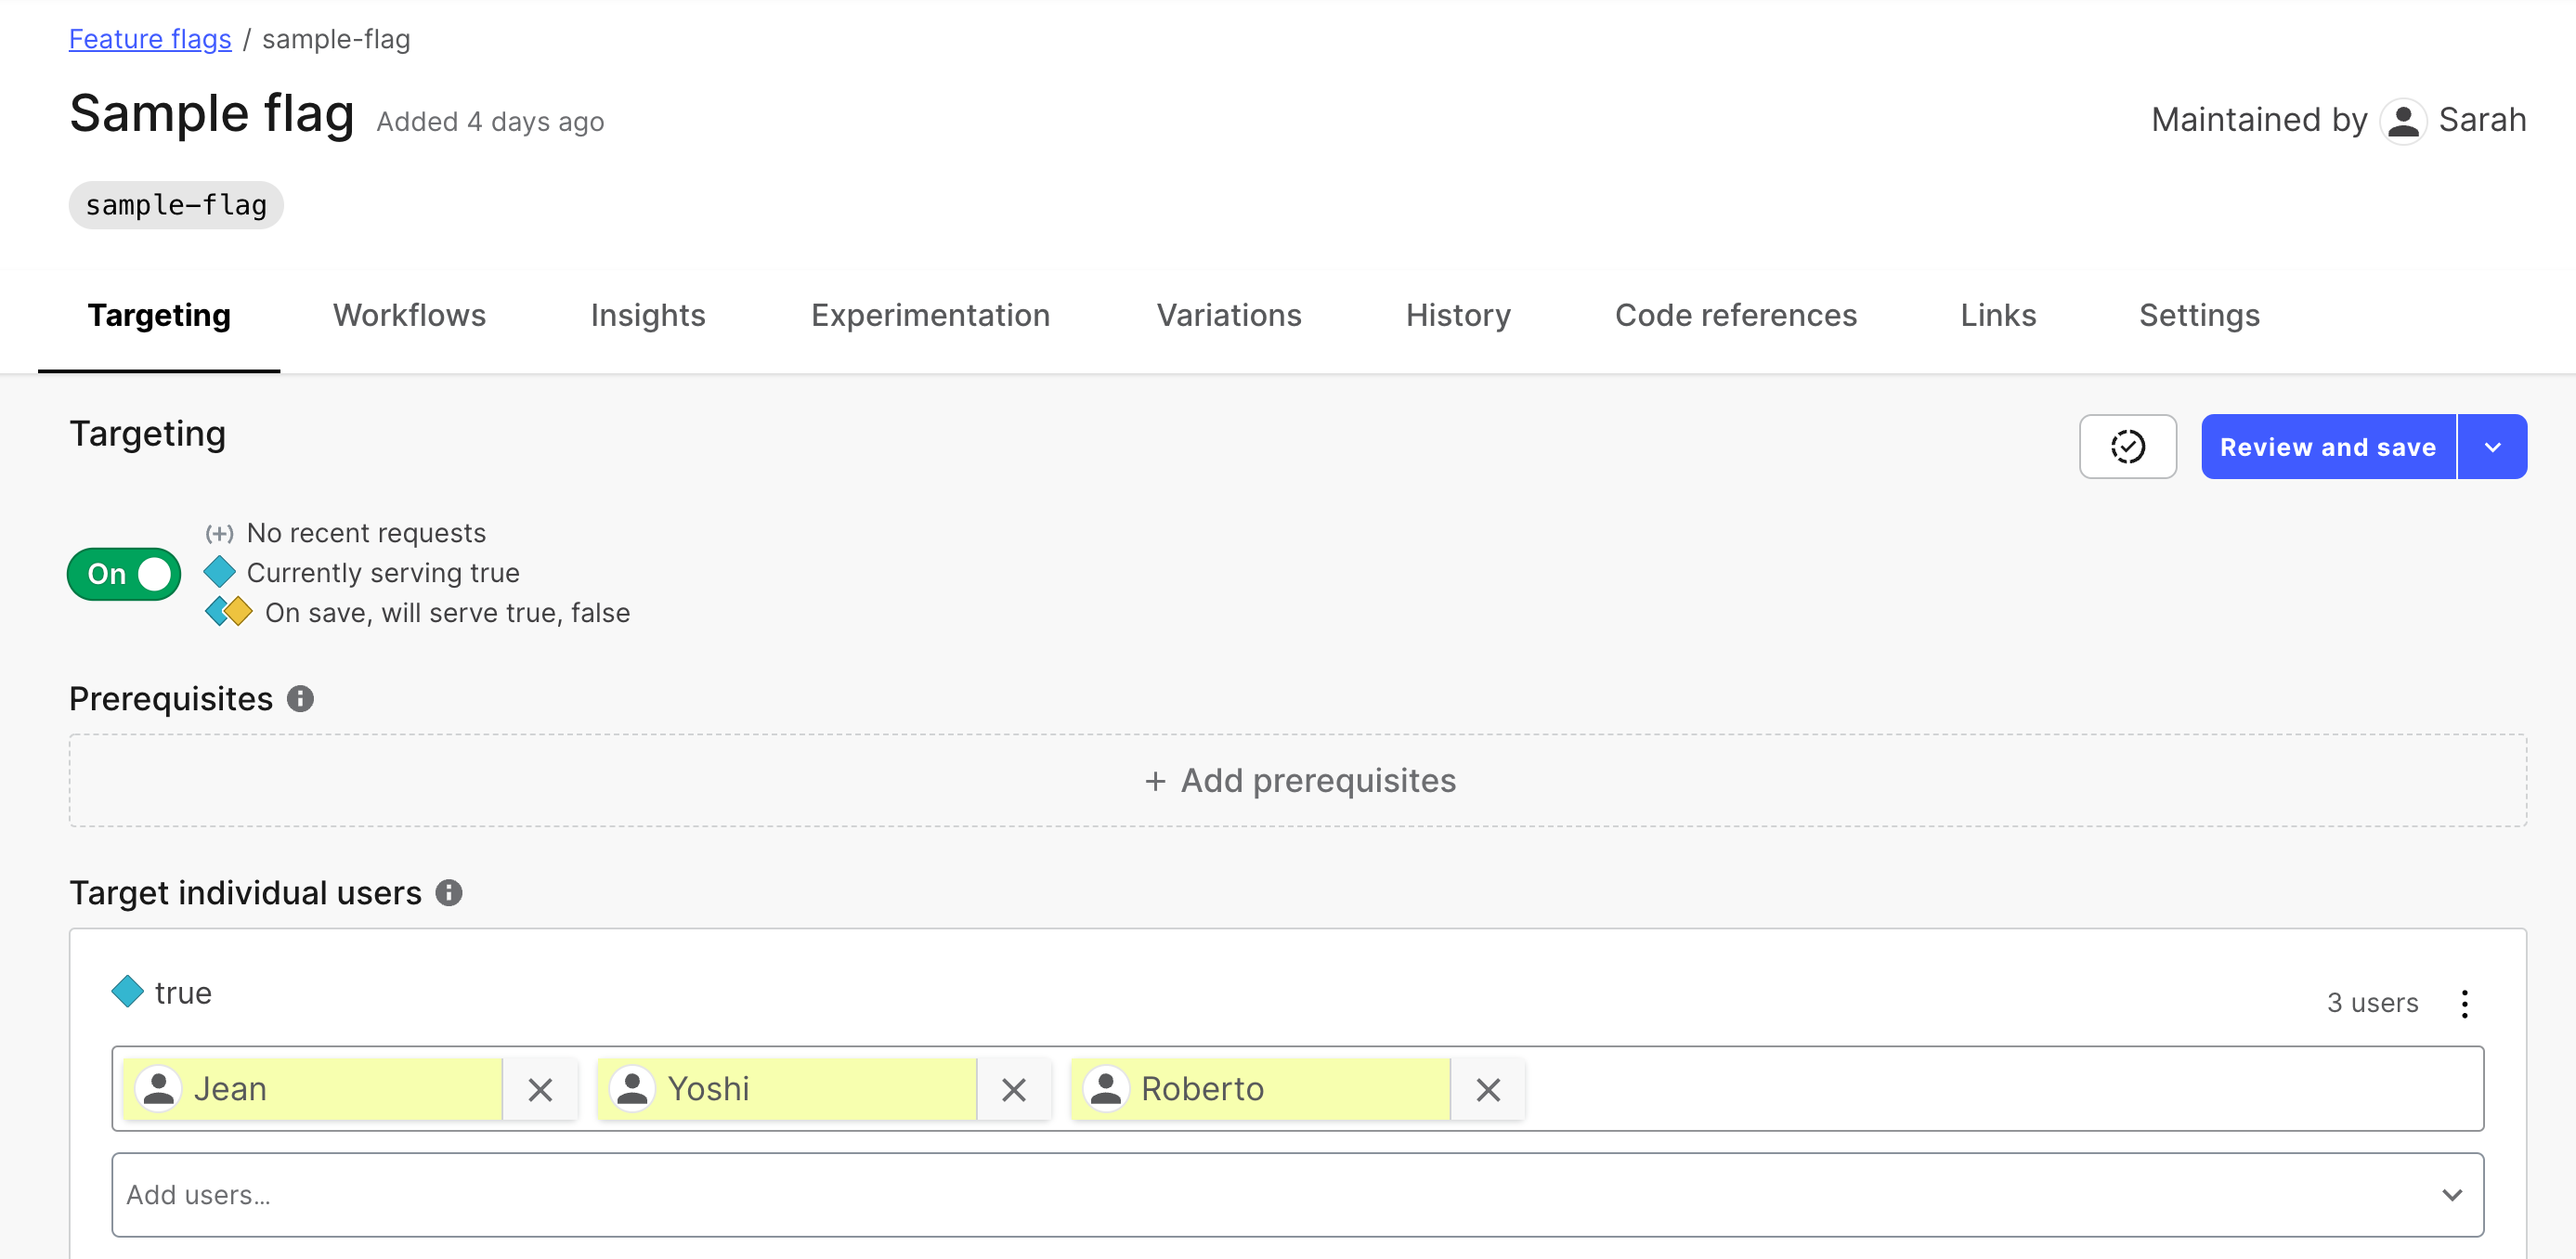 Feature flags / sample-flag
Sample flag Added 4 days ago
Maintained by Sarah
sample-flag
Targeting Workflows Insights Experimentation Variations History Code references Links Settings
Targeting
Review and save
On
(+) No recent requests
Currently serving true
On save, will serve true, false
Prerequisites
+ Add prerequisites
Target individual users
true
3 users
Jean Yoshi Roberto
Add users...